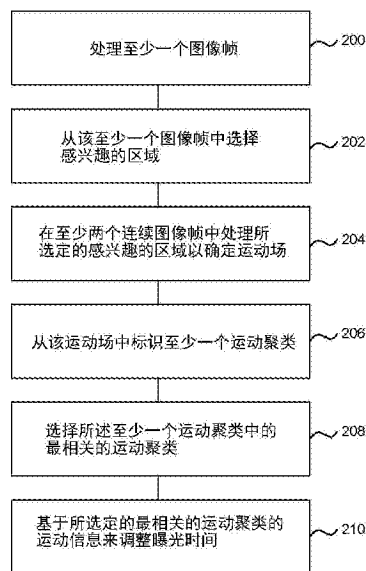 处理至少一个图像帧
200
从该至少一个图像帧中选择
感兴趣的区域
202
在至少两个连续图像帧中处理所
选定的感兴趣的区域以确定运动场
204
从该运动场中标识至少一个运动聚类
206
选择所述至少一个运动聚类中的
最相关的运动聚类
208
基于所选定的最相关的运动聚类的
运动信息来调整曝光时间
210